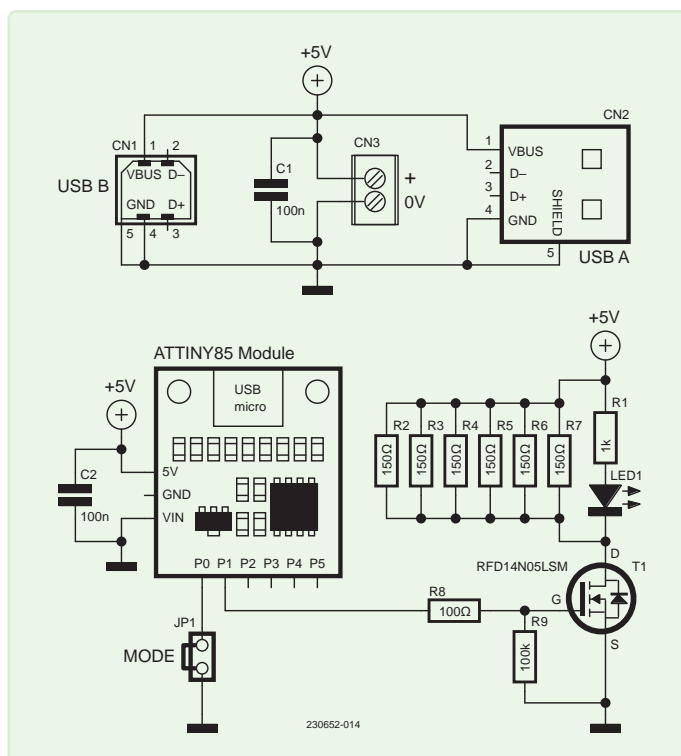 +5V
CN2
CN1 1 2
VBUS D–
USB B
GND D+
5 4 3
C1
100n
CN3
+
0V
1 VBUS
2 D–
3 D+
4 GND
SHIELD
5
USB A
ATTINY85 Module
USB
micro
+5V
C2
100n
5V
GND
VIN
P0 P1 P2 P3 P4 P5
JP1
MODE
+5V
R1
1k
R2 R3 R4 R5 R6 R7
150Ω 150Ω 150Ω 150Ω 150Ω 150Ω
LED1
RFD14N05LSM
D
T1
G
S
R8
100Ω
R9
100k
230652-014